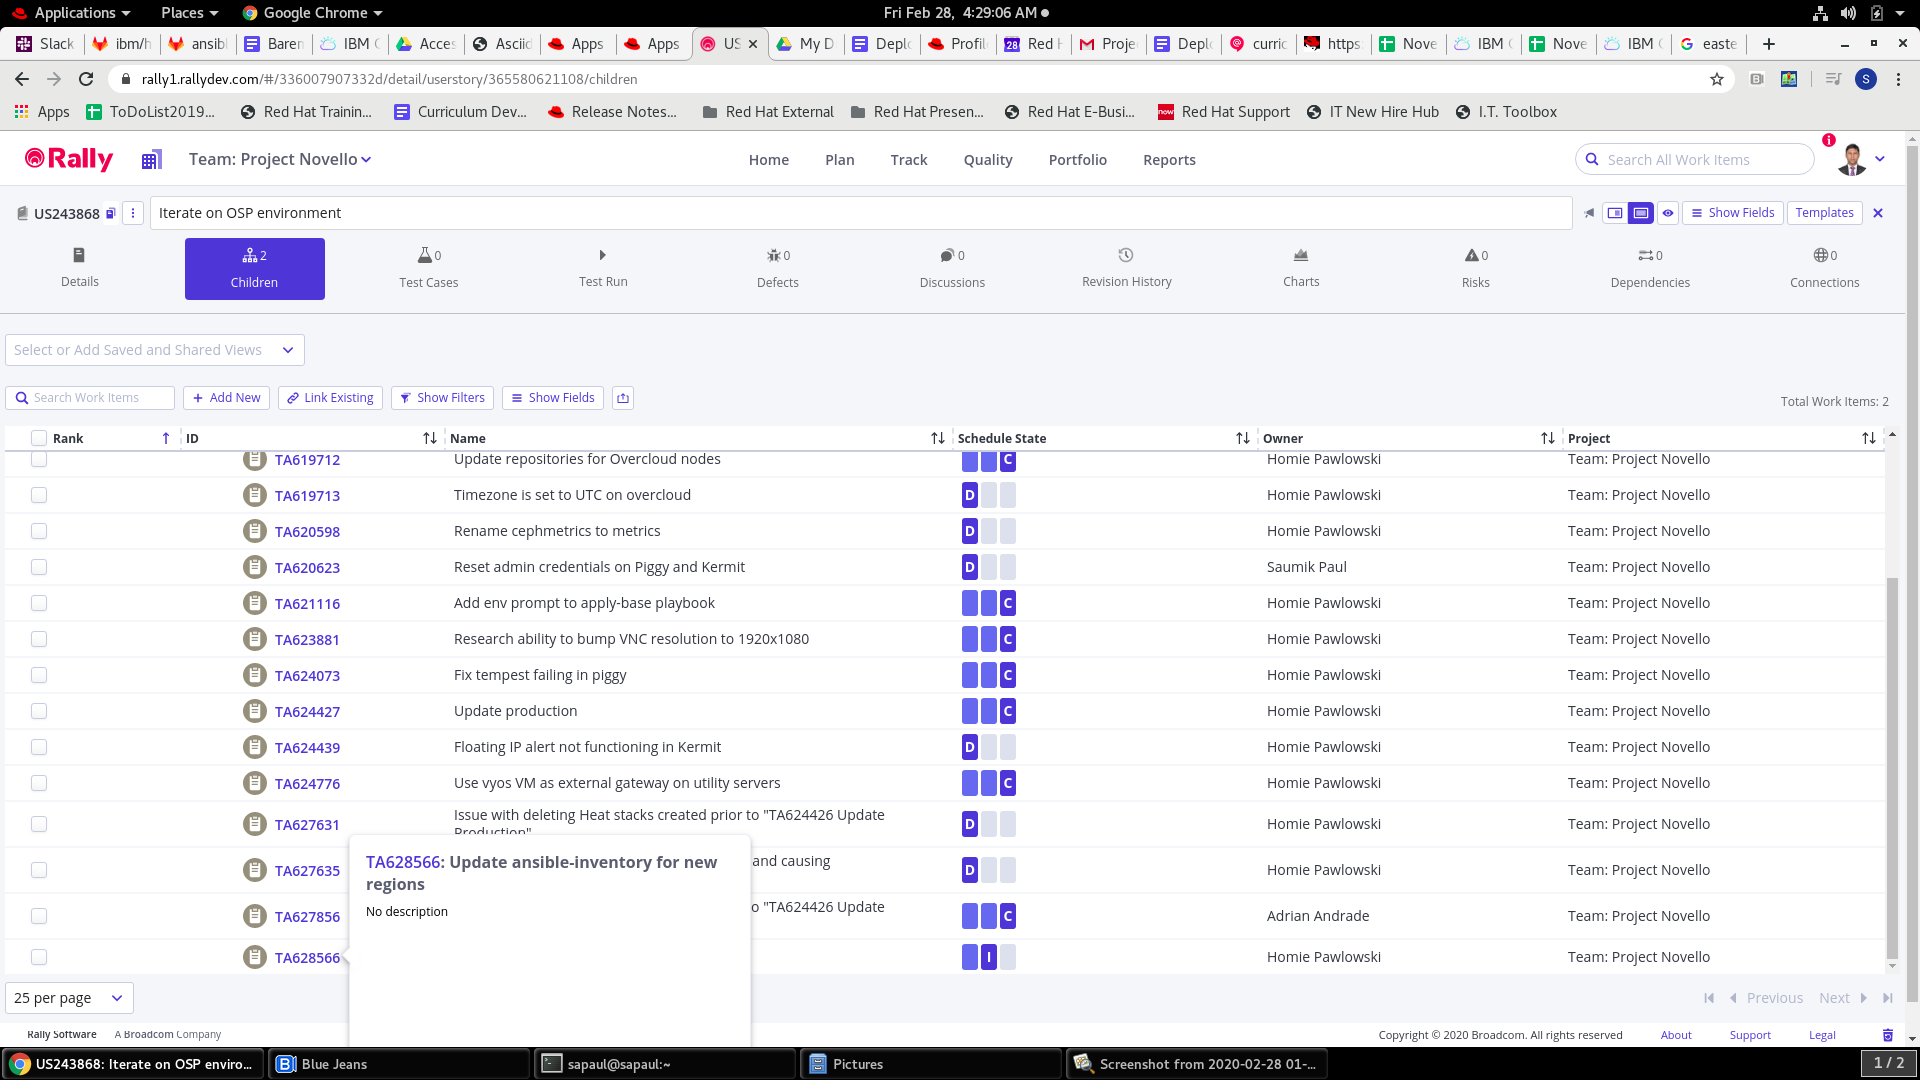 Applications Places Google Chrome Fri Feb 28, 4:29:06 AM
Slack ibm/h ansibl Baren IBM C Acces Asciid Apps Apps US My D Deplo Profil 28 Red H Proje Deplo curric https: Nove IBM C Nove IBM C easte
rally1.rallydev.com/#/336007907332d/detail/userstory/365580621108/children S
Apps ToDoList2019... Red Hat Trainin... Curriculum Dev... Release Notes... Red Hat External Red Hat Presen... Red Hat E-Busi... now Red Hat Support IT New Hire Hub I.T. Toolbox
Rally Team: Project Novello Home Plan Track Quality Portfolio Reports Search All Work Items
US243868 Iterate on OSP environment Show Fields Templates
2 0 0 0 0 0 0
Details Children Test Cases Test Run Defects Discussions Revision History Charts Risks Dependencies Connections
Select or Add Saved and Shared Views
Search Work Items Add New Link Existing Show Filters Show Fields Total Work Items: 2
Rank ID Name Schedule State Owner Project
TA619712 Update repositories for Overcloud nodes C Homie Pawlowski Team: Project Novello
TA619713 Timezone is set to UTC on overcloud D Homie Pawlowski Team: Project Novello
TA620598 Rename cephmetrics to metrics D Homie Pawlowski Team: Project Novello
TA620623 Reset admin credentials on Piggy and Kermit D Saumik Paul Team: Project Novello
TA621116 Add env prompt to apply-base playbook C Homie Pawlowski Team: Project Novello
TA623881 Research ability to bump VNC resolution to 1920x1080 C Homie Pawlowski Team: Project Novello
TA624073 Fix tempest failing in piggy C Homie Pawlowski Team: Project Novello
TA624427 Update production C Homie Pawlowski Team: Project Novello
TA624439 Floating IP alert not functioning in Kermit D Homie Pawlowski Team: Project Novello
TA624776 Use vyos VM as external gateway on utility servers C Homie Pawlowski Team: Project Novello
TA627631 Issue with deleting Heat stacks created prior to "TA624426 Update Production" D Homie Pawlowski Team: Project Novello
TA627635 and causing D Homie Pawlowski Team: Project Novello
TA627856 o "TA624426 Update C Adrian Andrade Team: Project Novello
TA628566 I Homie Pawlowski Team: Project Novello
TA628566: Update ansible-inventory for new
regions
No description
25 per page Previous Next
Rally Software A Broadcom Company Copyright © 2020 Broadcom. All rights reserved About Support Legal
US243868: Iterate on OSP enviro... Blue Jeans sapaul@sapaul:~ Pictures Screenshot from 2020-02-28 01-... 1 / 2